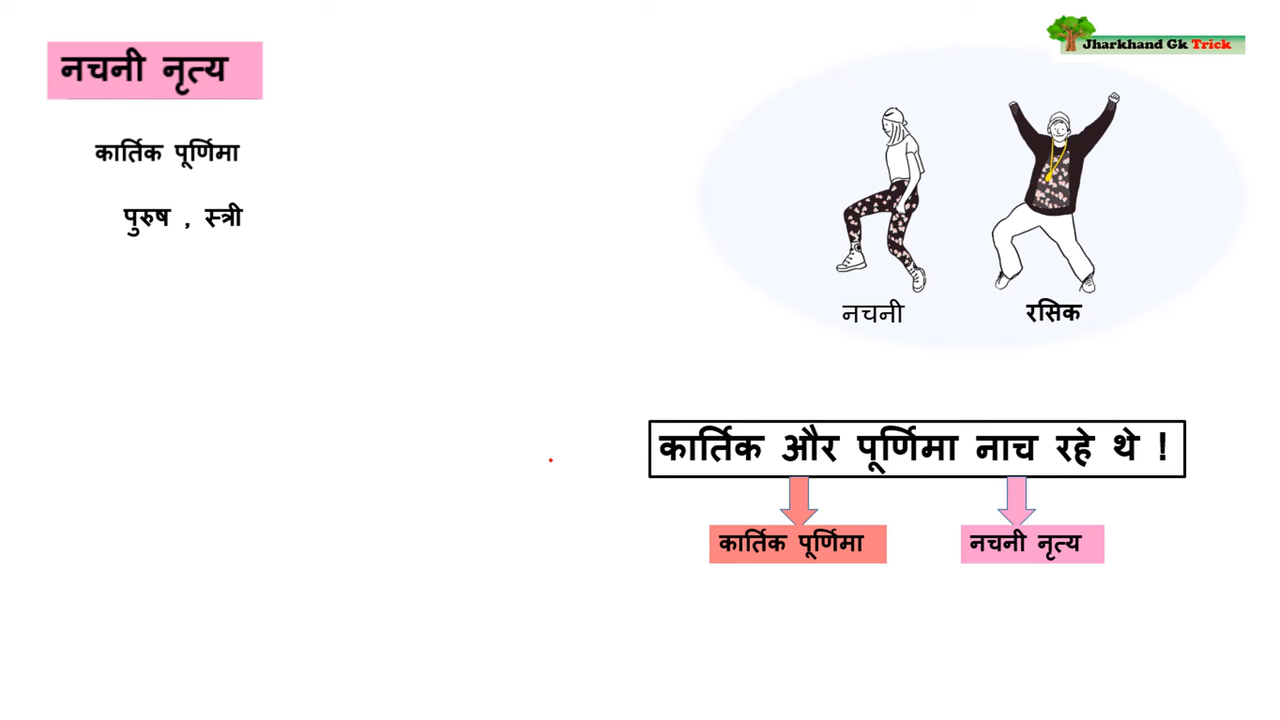 Jharkhand Gk Trick
नचनी नृत्य
कार्तिक पूर्णिमा
पुरुष , स्त्री
नचनी
रसिक
कार्तिक और पूर्णिमा नाच रहे थे !
कार्तिक पूर्णिमा
नचनी नृत्य